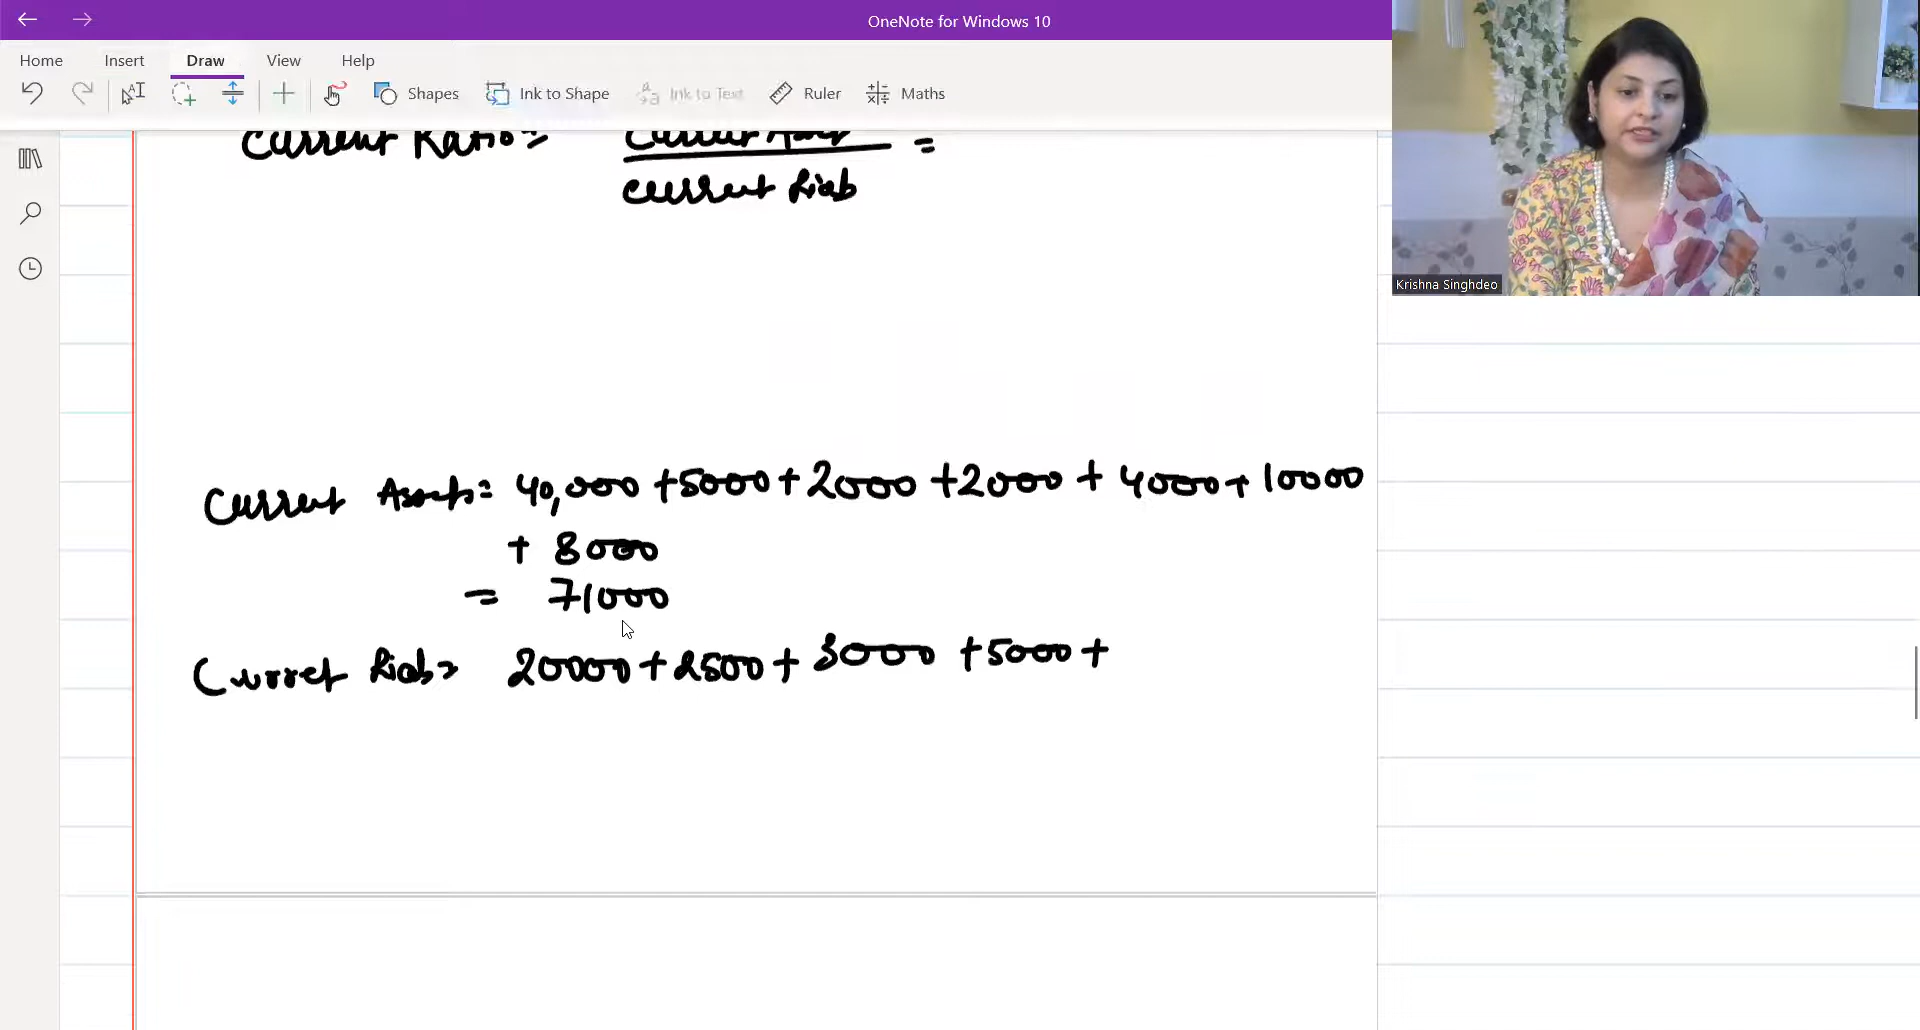 OneNote for Windows 10
Home Insert Draw View Help
Shapes Ink to Shape Ink to Text Ruler Maths
Krishna Singhdeo
Current Ratio = Current Assets =
current Liab
Current Assets = 40,000 + 5000 + 2000 + 2000 + 4000 + 10000
+ 8000
= 71000
Curret Liab = 20000 + 2500 + 3000 + 5000 +